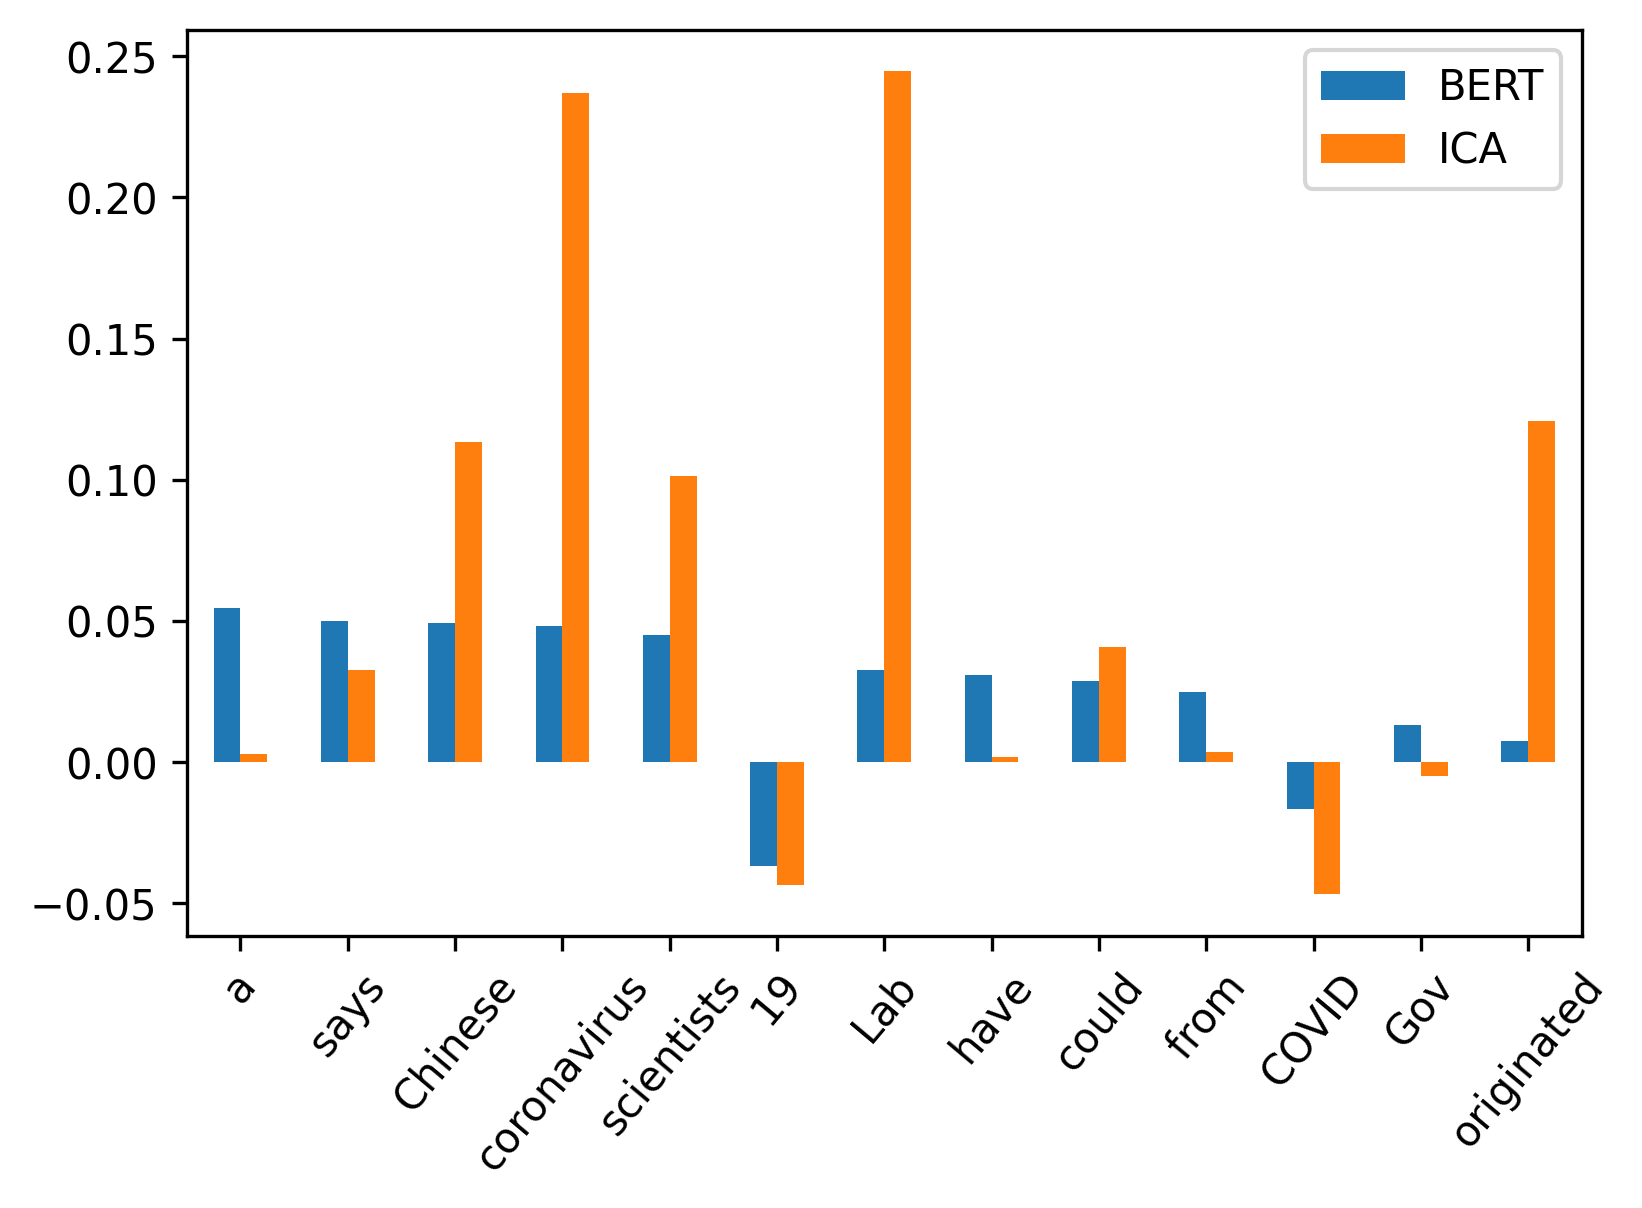 0.25
0.20
0.15
0.10
0.05
0.00
−0.05
BERT
ICA
a
says
Chinese
coronavirus
scientists
19
Lab
have
could
from
COVID
Gov
originated